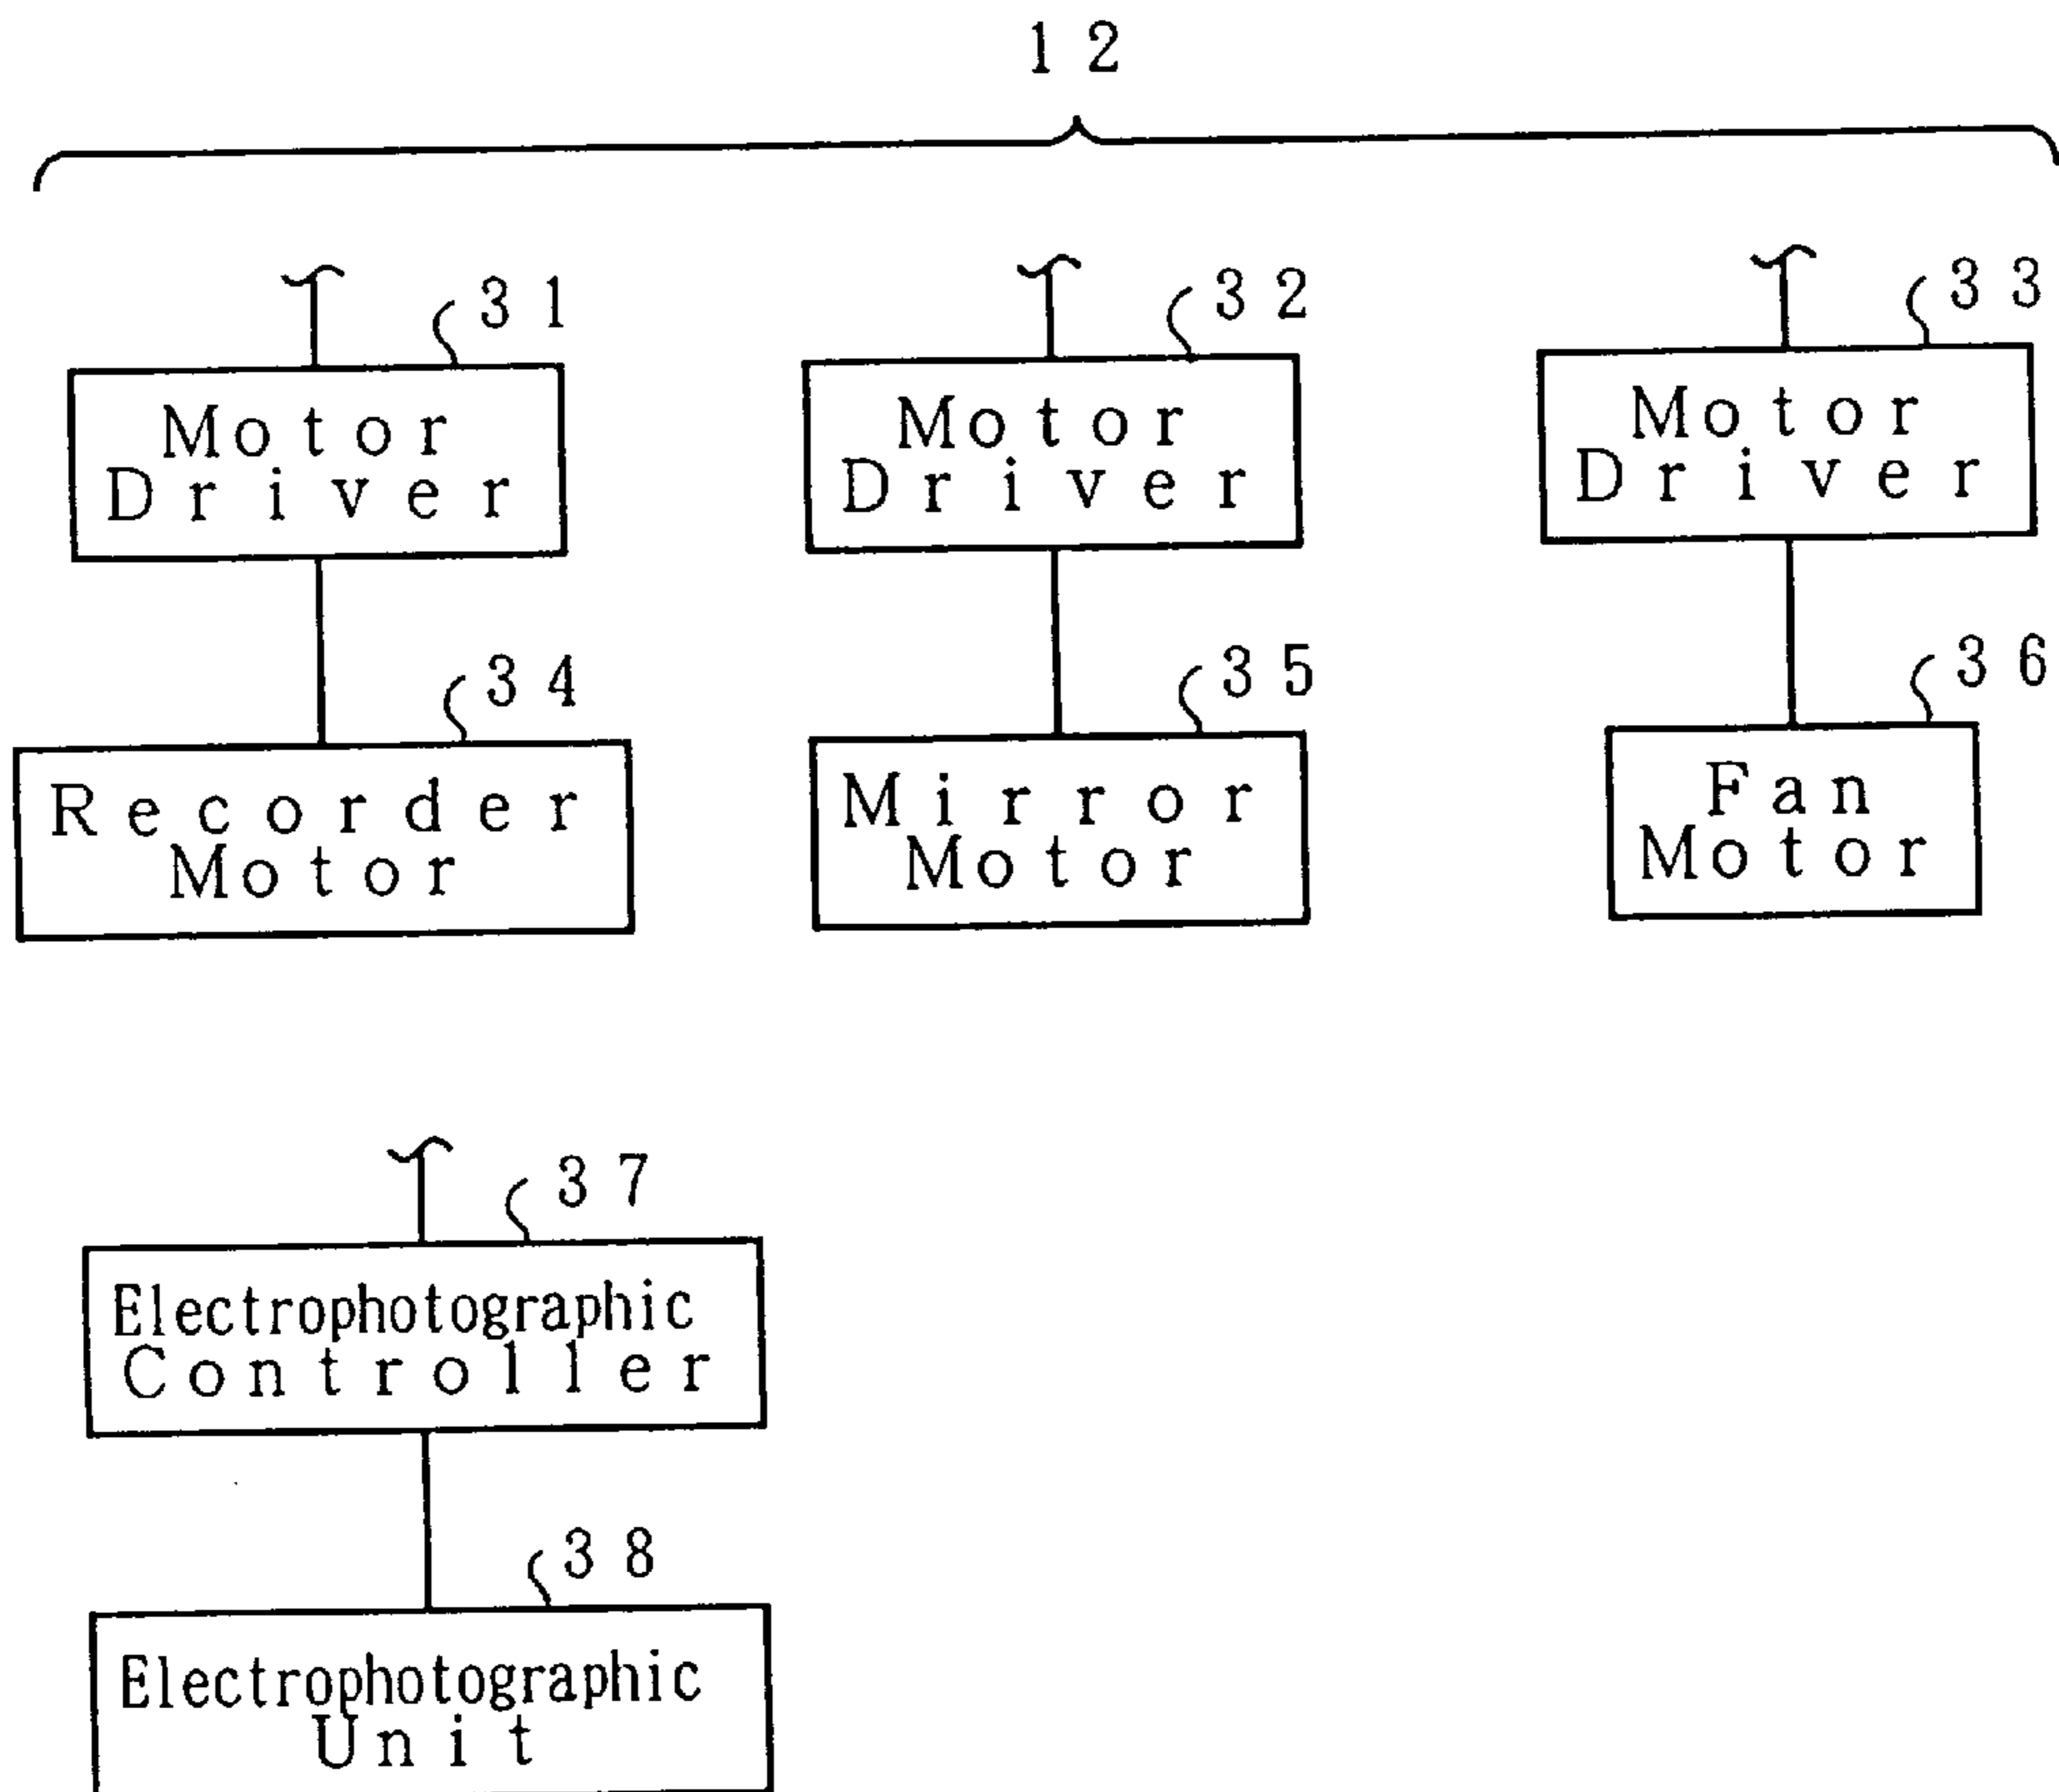 12
31
32
33
Motor
Driver
Motor
Driver
Motor
Driver
34
35
36
Recorder
Motor
Mirror
Motor
Fan
Motor
37
Electrophotographic
Controller
38
Electrophotographic
Unit